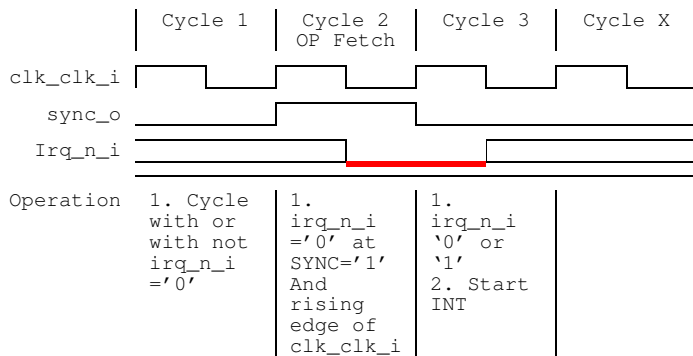 Cycle 1 Cycle 2 Cycle 3 Cycle X
OP Fetch
clk_clk_i
sync_o
Irq_n_i
Operation
1. Cycle
with or
with not
irq_n_i
=’0’
1.
irq_n_i
=’0’ at
SYNC=’1’
And
rising
edge of
clk_clk_i
1.
irq_n_i
‘0’ or
‘1’
2. Start
INT